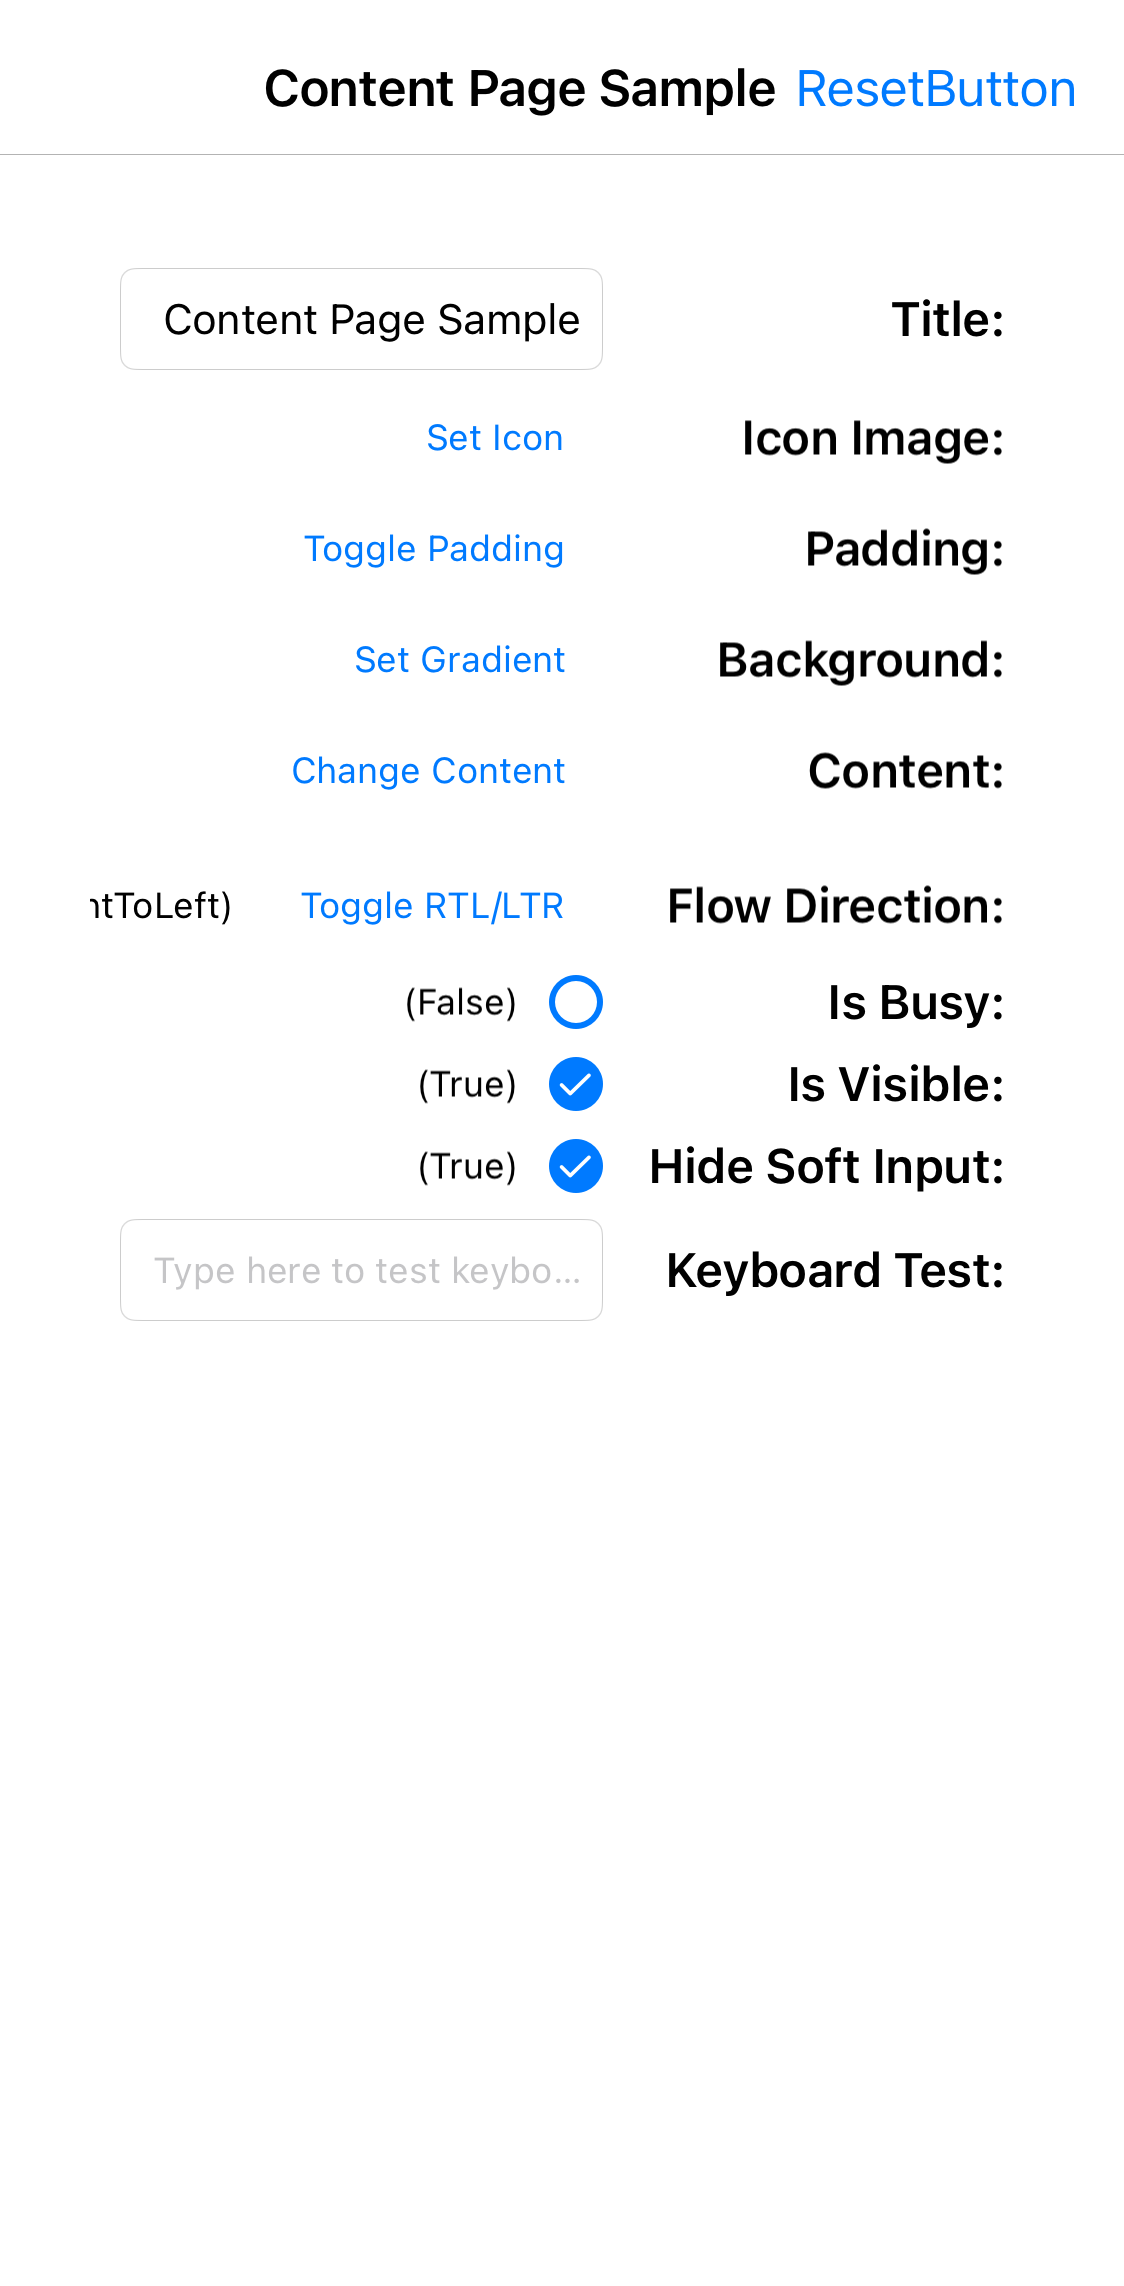 Content Page Sample ResetButton
Title: Content Page Sample
Icon Image: Set Icon
Padding: Toggle Padding
Background: Set Gradient
Content: Change Content
Flow Direction: Toggle RTL/LTR ntToLeft)
Is Busy: (False)
Is Visible: (True)
Hide Soft Input: (True)
Keyboard Test: Type here to test keybo...